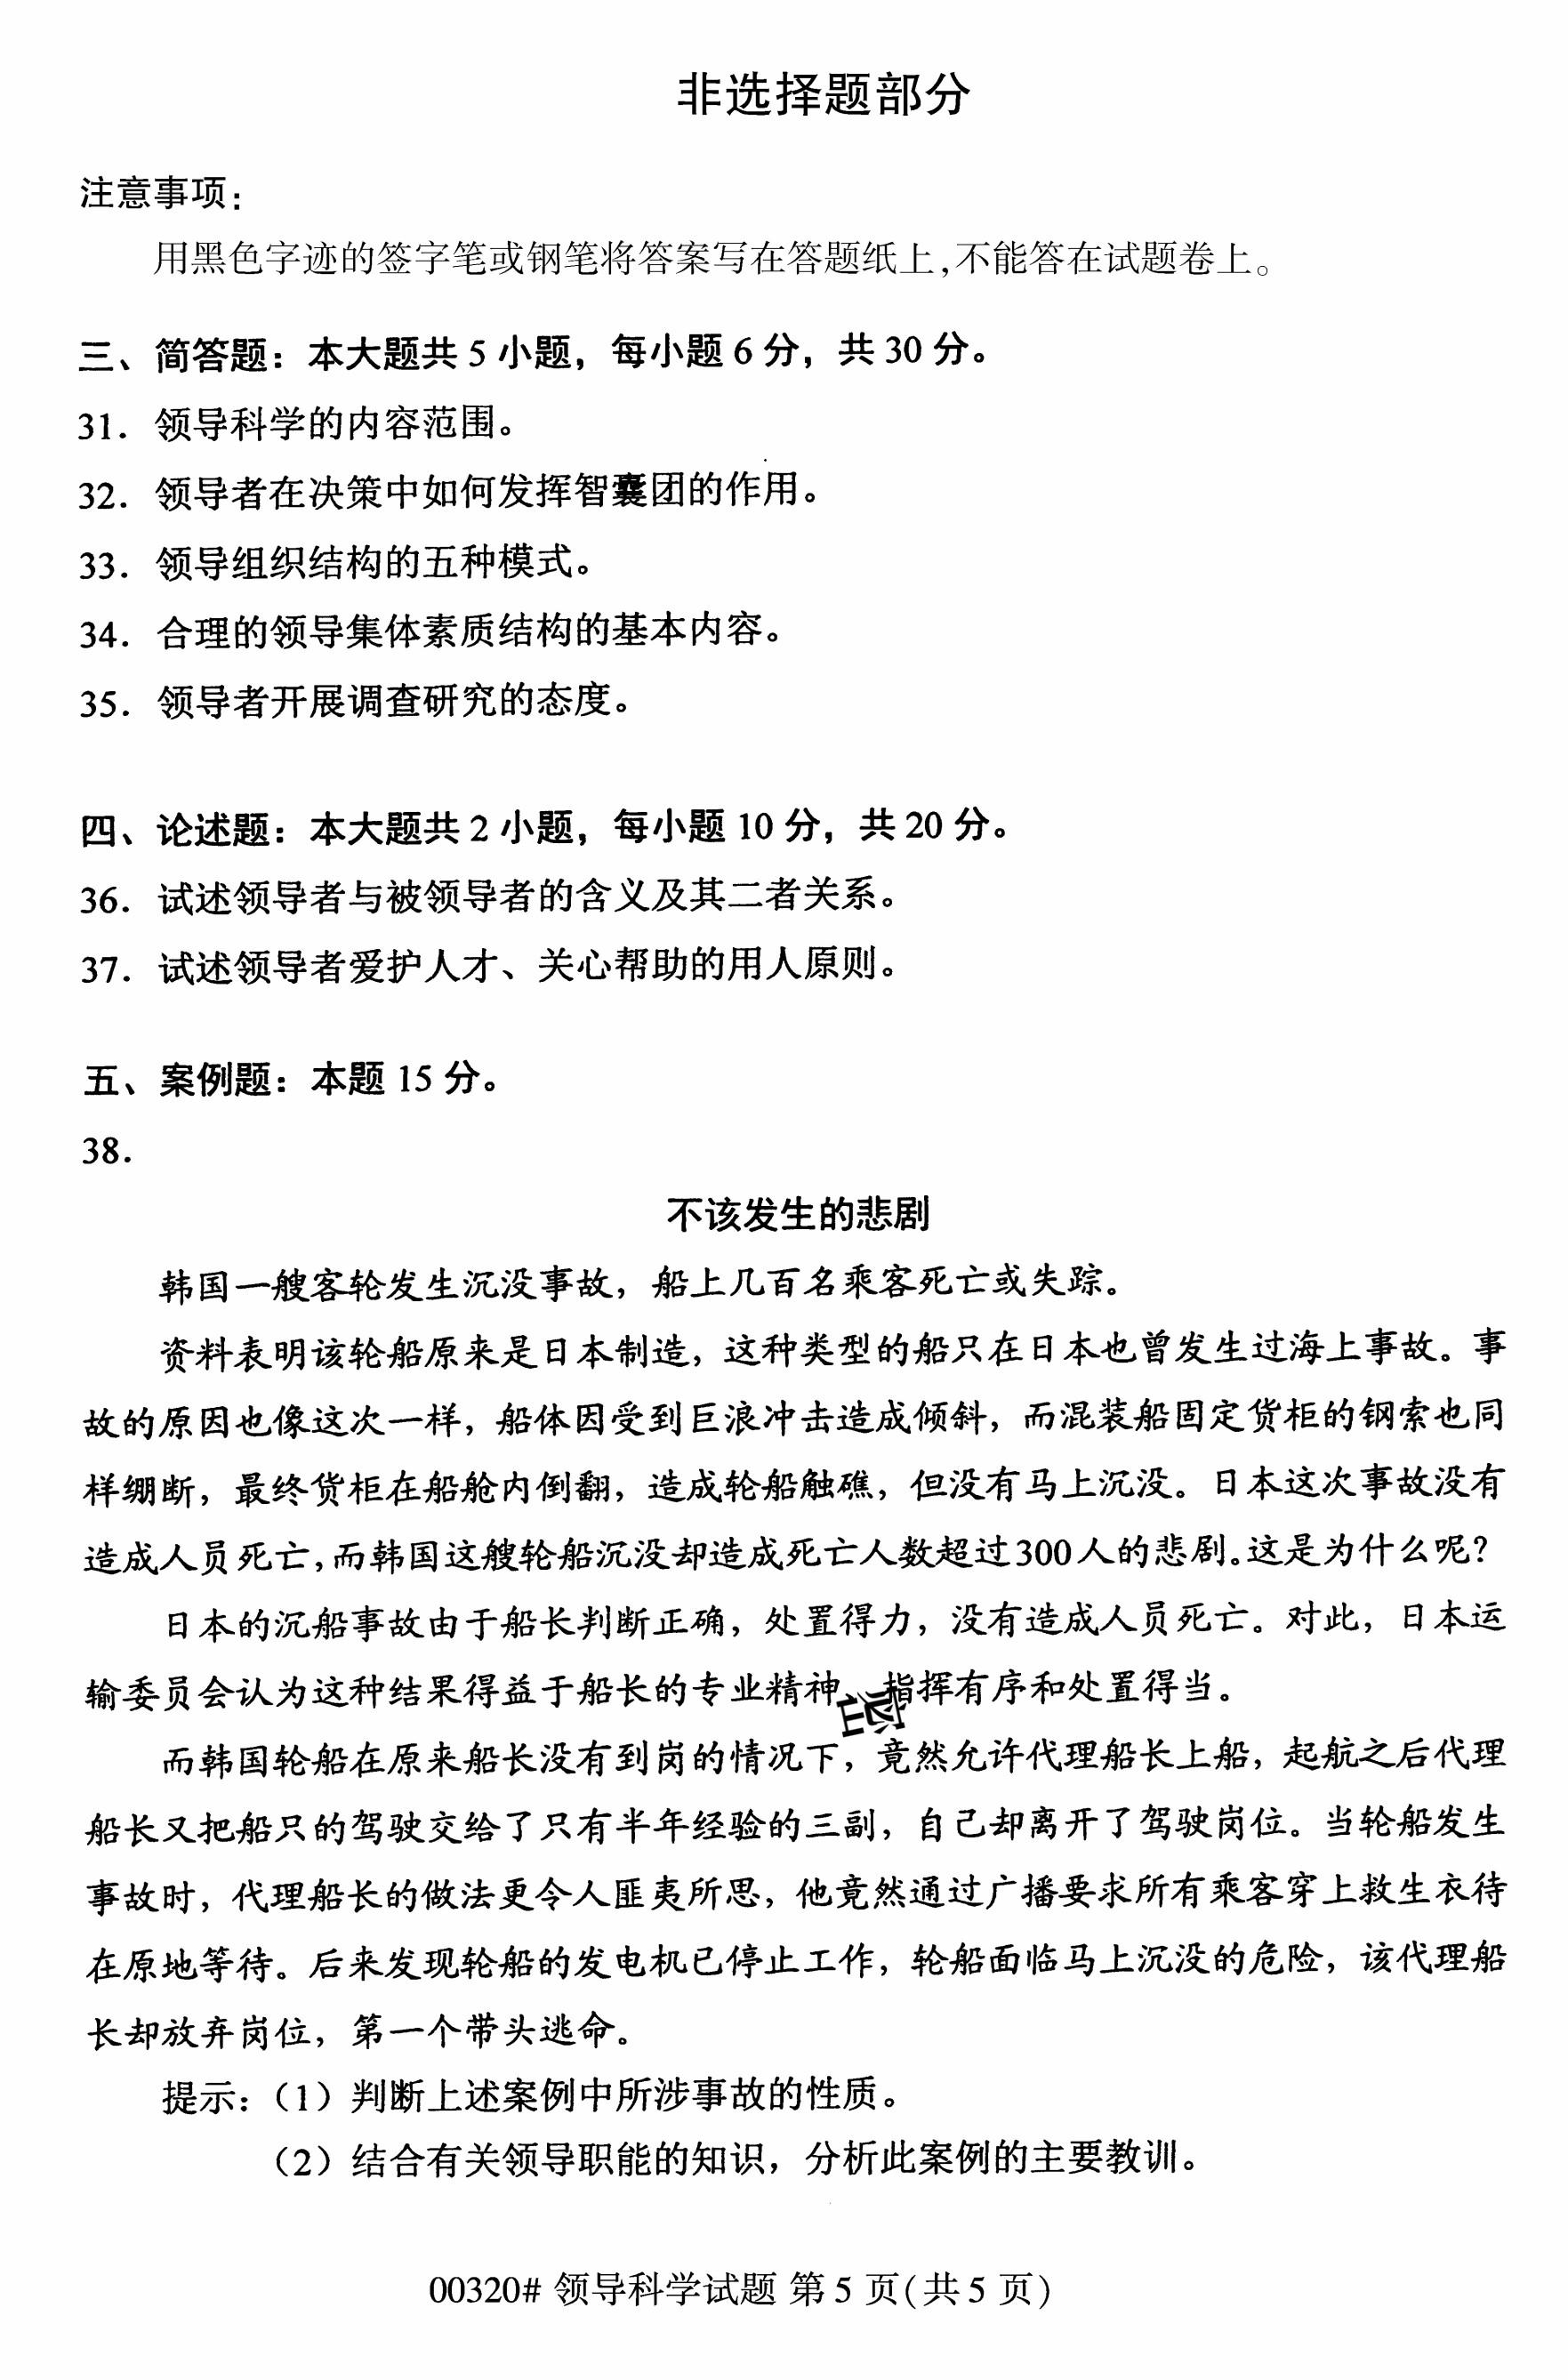 非选择题部分
注意事项：
用黑色字迹的签字笔或钢笔将答案写在答题纸上,不能答在试题卷上。
三、简答题：本大题共 5 小题，每小题 6 分，共 30 分。
31．领导科学的内容范围。
32．领导者在决策中如何发挥智囊团的作用。
33．领导组织结构的五种模式。
34．合理的领导集体素质结构的基本内容。
35．领导者开展调查研究的态度。
四、论述题：本大题共 2 小题，每小题 10 分，共 20 分。
36．试述领导者与被领导者的含义及其二者关系。
37．试述领导者爱护人才、关心帮助的用人原则。
五、案例题：本题 15 分。
38．
不该发生的悲剧
韩国一艘客轮发生沉没事故，船上几百名乘客死亡或失踪。
资料表明该轮船原来是日本制造，这种类型的船只在日本也曾发生过海上事故。事
故的原因也像这次一样，船体因受到巨浪冲击造成倾斜，而混装船固定货柜的钢索也同
样绷断，最终货柜在船舱内倒翻，造成轮船触礁，但没有马上沉没。日本这次事故没有
造成人员死亡，而韩国这艘轮船沉没却造成死亡人数超过300人的悲剧。这是为什么呢？
日本的沉船事故由于船长判断正确，处置得力，没有造成人员死亡。对此，日本运
输委员会认为这种结果得益于船长的专业精神、指挥有序和处置得当。
密
而韩国轮船在原来船长没有到岗的情况下，竟然允许代理船长上船，起航之后代理
船长又把船只的驾驶交给了只有半年经验的三副，自己却离开了驾驶岗位。当轮船发生
事故时，代理船长的做法更令人匪夷所思，他竟然通过广播要求所有乘客穿上救生衣待
在原地等待。后来发现轮船的发电机已停止工作，轮船面临马上沉没的危险，该代理船
长却放弃岗位，第一个带头逃命。
提示：（1）判断上述案例中所涉事故的性质。
（2）结合有关领导职能的知识，分析此案例的主要教训。
00320# 领导科学试题 第 5 页(共 5 页)